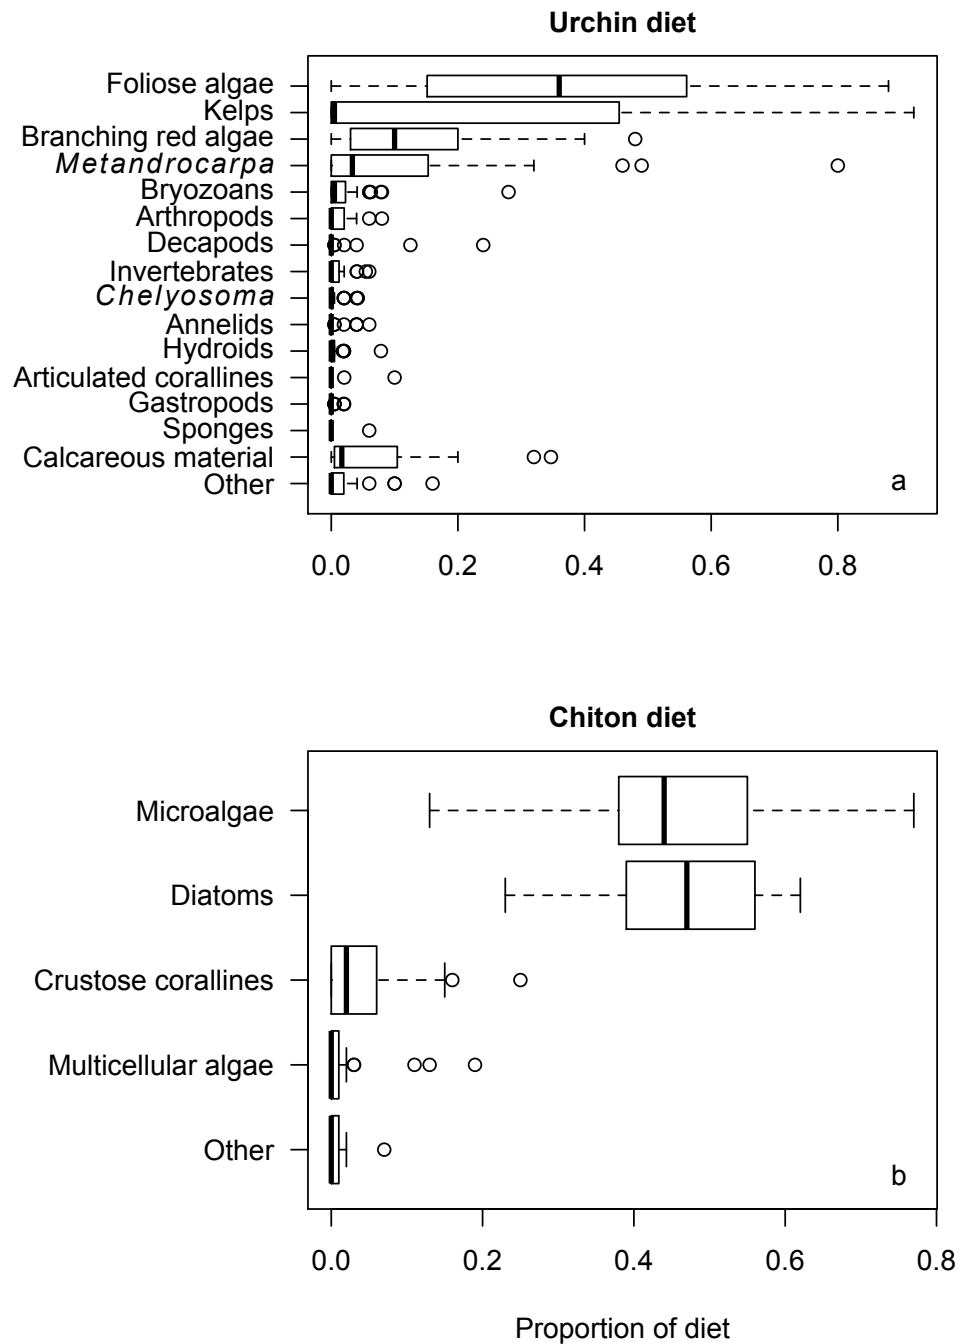 Urchin diet
Foliose algae
Kelps
Branching red algae
Metandrocarpa
Bryozoans
Arthropods
Decapods
Invertebrates
Chelyosoma
Annelids
Hydroids
Articulated corallines
Gastropods
Sponges
Calcareous material
Other
a
0.0 0.2 0.4 0.6 0.8
Chiton diet
Microalgae
Diatoms
Crustose corallines
Multicellular algae
Other
b
0.0 0.2 0.4 0.6 0.8
Proportion of diet